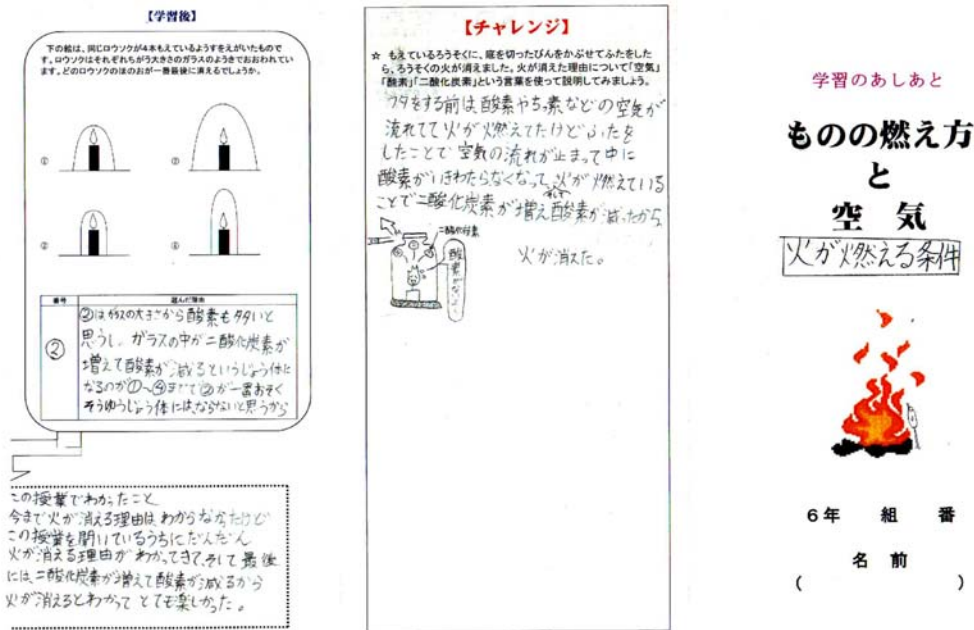 【学習後】
下の絵は、同じロウソクが4本もえているようすをえがいたもので
す。ロウソクはそれぞれちがう大きさのガラスのようきでおおわれてい
ます。どのロウソクのほのおが一番最後に消えるでしょうか。
①
②
③
④
番号
選んだ理由
②
②はガラスの大きさから酸素も多いと
思うし、ガラスの中が二酸化炭素が
増えて酸素が減るというじょう体に
なるのが①〜④までで②が一番おそく
そうゆうじょう体にはならないと思うから
この授業でわかったこと
今まで火が消える理由はわからなかったけど
この授業を聞いているうちにだんだん
火が消える理由がわかってきて、そして最後
には、二酸化炭素が増えて酸素が減るから
火が消えるとわかってとても楽しかった。
【チャレンジ】
☆ もえているろうそくに、底を切ったびんをかぶせてふたをした
ら、ろうそくの火が消えました。火が消えた理由について「空気」
「酸素」「二酸化炭素」という言葉を使って説明してみましょう。
フタをする前は、酸素やちっ素などの空気が
流れてて火が燃えてたけどふたを
したことで空気の流れが止まって中に
酸素がいきわたらなくなって、火が燃えている
ことで二酸化炭素が増え酸素が減ったから
火が消えた。
二酸化炭素
学習のあしあと
ものの燃え方
と
空気
火が燃える条件
6年 組 番
名前
( )